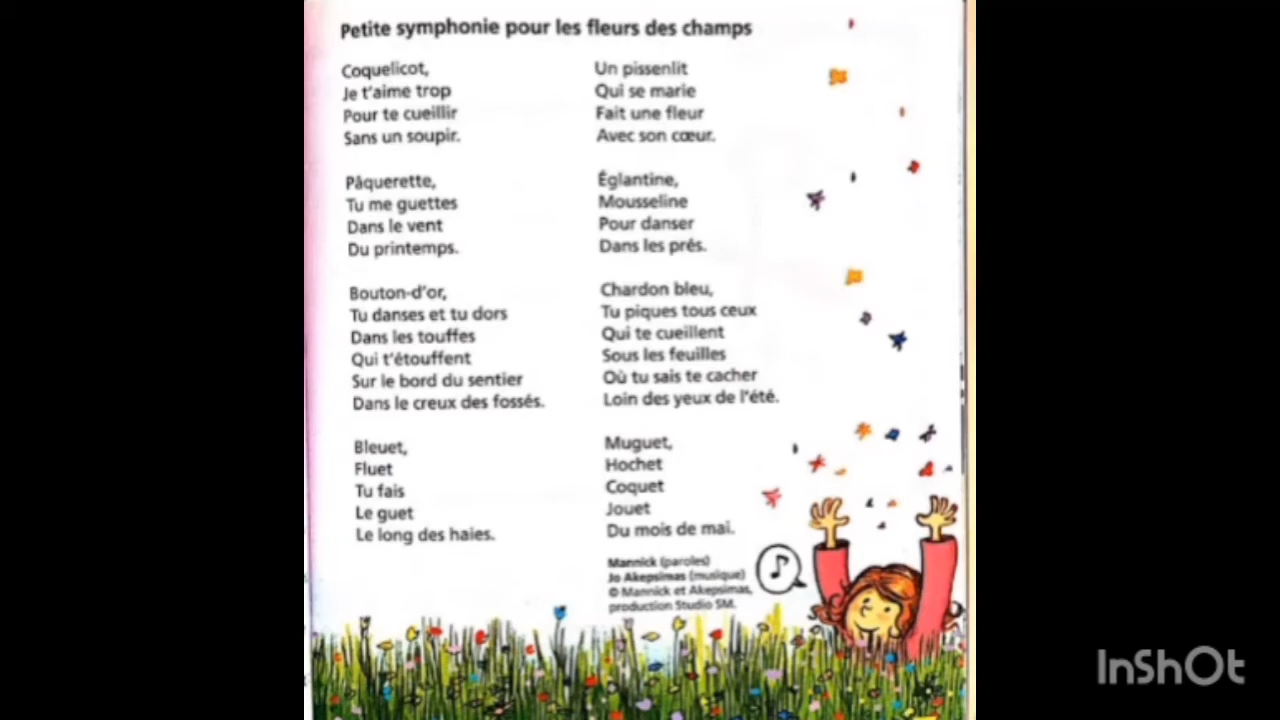 Petite symphonie pour les fleurs des champs
Coquelicot,
Je t'aime trop
Pour te cueillir
Sans un soupir.
Pâquerette,
Tu me guettes
Dans le vent
Du printemps.
Bouton-d'or,
Tu danses et tu dors
Dans les touffes
Qui t'étouffent
Sur le bord du sentier
Dans le creux des fossés.
Bleuet,
Fluet
Tu fais
Le guet
Le long des haies.
Un pissenlit
Qui se marie
Fait une fleur
Avec son cœur.
Églantine,
Mousseline
Pour danser
Dans les prés.
Chardon bleu,
Tu piques tous ceux
Qui te cueillent
Sous les feuilles
Où tu sais te cacher
Loin des yeux de l'été.
Muguet,
Hochet
Coquet
Jouet
Du mois de mai.
Mannick (paroles)
Jo Akepsimas (musique)
© Mannick et Akepsimas,
production Studio SM.
InShOt